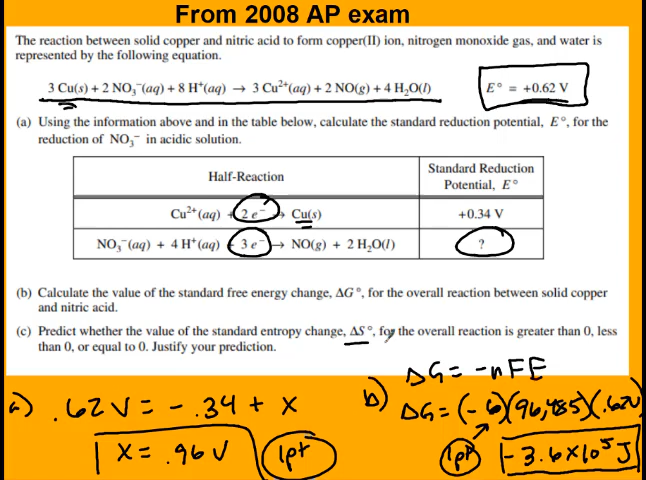 From 2008 AP exam
The reaction between solid copper and nitric acid to form copper(II) ion, nitrogen monoxide gas, and water is
represented by the following equation.
3 Cu(s) + 2 NO₃⁻(aq) + 8 H⁺(aq) → 3 Cu²⁺(aq) + 2 NO(g) + 4 H₂O(l)   E° = +0.62 V
(a) Using the information above and in the table below, calculate the standard reduction potential, E°, for the
reduction of NO₃⁻ in acidic solution.
Half-Reaction
Standard Reduction
Potential, E°
Cu²⁺(aq) + 2 e⁻ → Cu(s)   +0.34 V
NO₃⁻(aq) + 4 H⁺(aq) + 3 e⁻ → NO(g) + 2 H₂O(l)   ?
(b) Calculate the value of the standard free energy change, ΔG°, for the overall reaction between solid copper
and nitric acid.
(c) Predict whether the value of the standard entropy change, ΔS°, for the overall reaction is greater than 0, less
than 0, or equal to 0. Justify your prediction.
a) .62V = -.34 + x
x = .96V   1pt
b) ΔG = -nFE
ΔG = (-6)(96,485)(.62V)
1pt   -3.6x10⁵ J